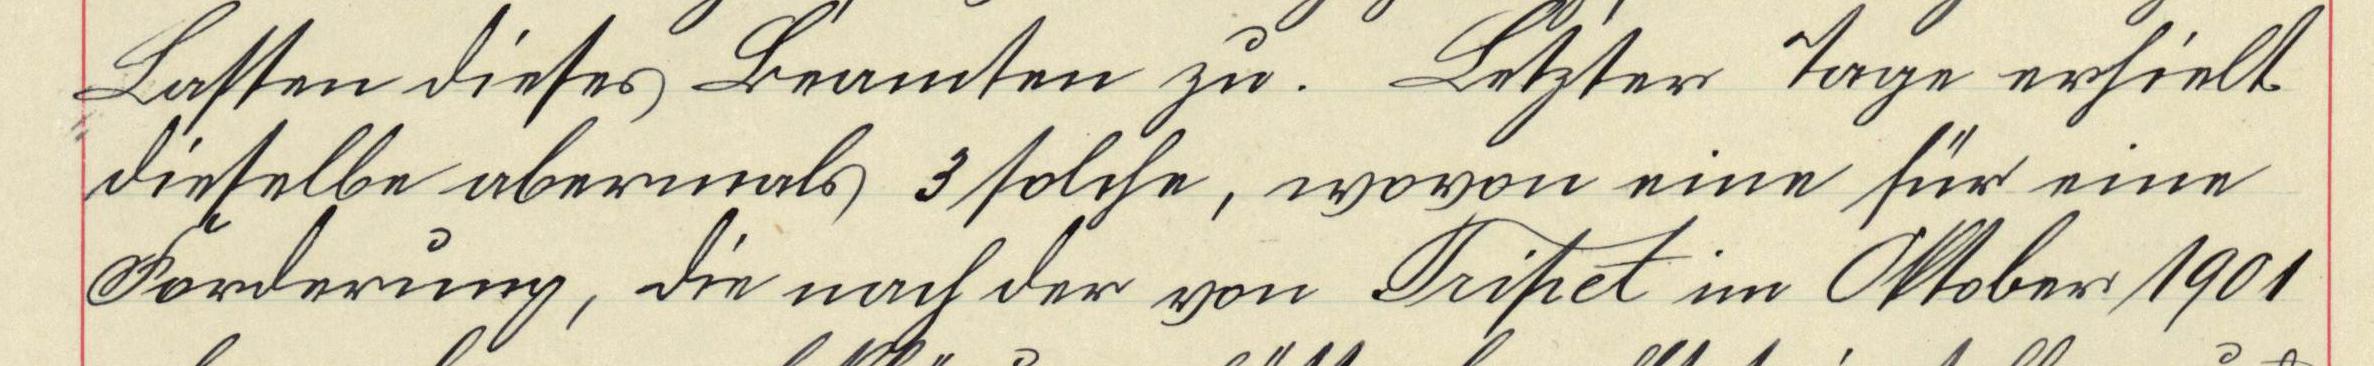 Lasten dieses Beamten zu. Letzter Tage erhielt
dieselbe abermals 3 solche, wovon eine für eine
Forderung, die nach der von Tripet im Oktober 1901